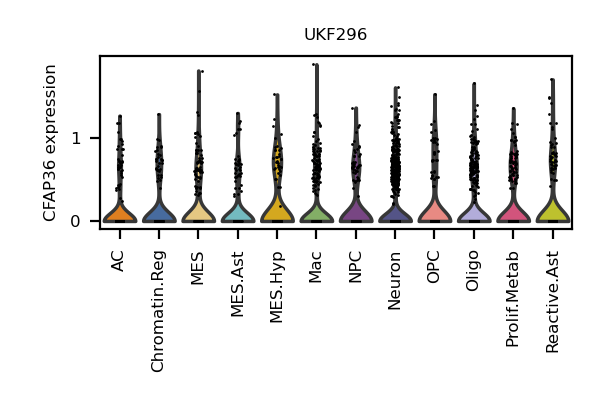 UKF296
CFAP36 expression
1
0
AC
Chromatin.Reg
MES
MES.Ast
MES.Hyp
Mac
NPC
Neuron
OPC
Oligo
Prolif.Metab
Reactive.Ast